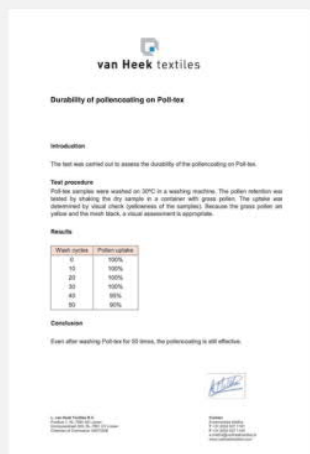 van Heek textiles
Durability of pollencoating on Poll-tex
Introduction
The test was carried out to assess the durability of the pollencoating on Poll-tex.
Test procedure
Poll-tex samples were washed on 30ºC in a washing machine. The pollen retention was
tested by shaking the dry sample in a container with grass pollen. The uptake was
determined by visual check (yellowness of the samples). Because the grass pollen are
yellow and the mesh black, a visual assessment is appropriate.
Results
Wash cycles Pollen uptake
0 100%
10 100%
20 100%
30 100%
40 95%
50 90%
Conclusion
Even after washing Poll-tex for 50 times, the pollencoating is still effective.